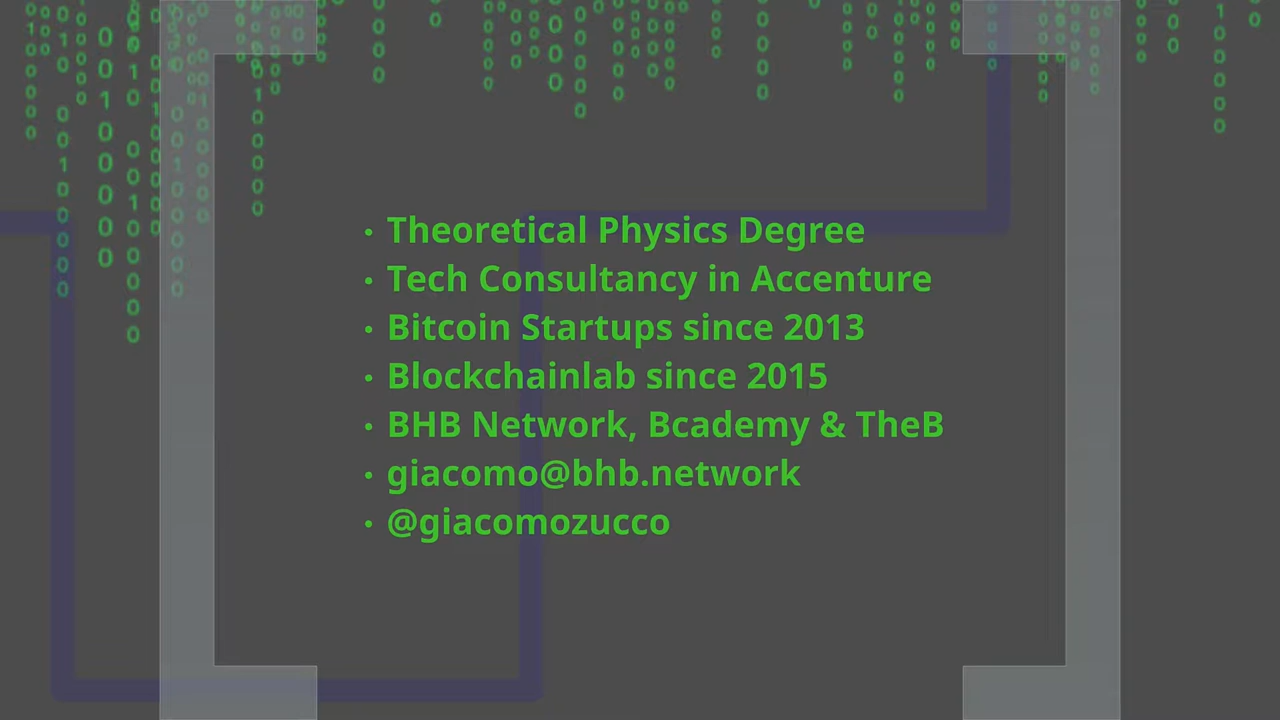 • Theoretical Physics Degree
• Tech Consultancy in Accenture
• Bitcoin Startups since 2013
• Blockchainlab since 2015
• BHB Network, Bcademy & TheB
• giacomo@bhb.network
• @giacomozucco